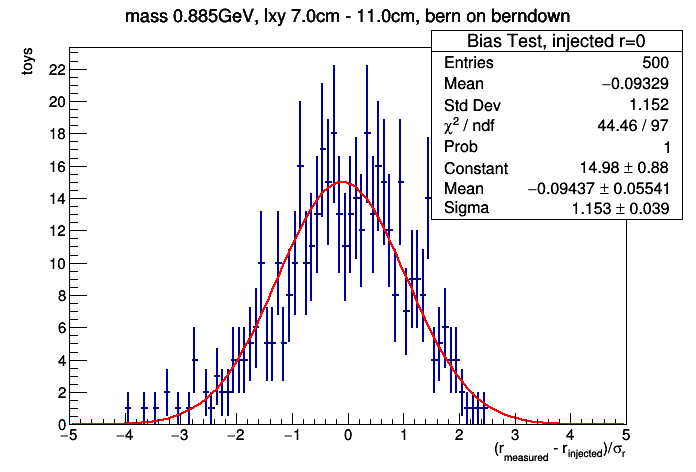 mass 0.885GeV, lxy 7.0cm - 11.0cm, bern on berndown
Bias Test, injected r=0
Entries 500
Mean −0.09329
Std Dev 1.152
χ² / ndf 44.46 / 97
Prob 1
Constant 14.98 ± 0.88
Mean −0.09437 ± 0.05541
Sigma 1.153 ± 0.039
toys
22
20
18
16
14
12
10
8
6
4
2
0
−5 −4 −3 −2 −1 0 1 2 3 4 5
(r_measured - r_injected)/σ_r